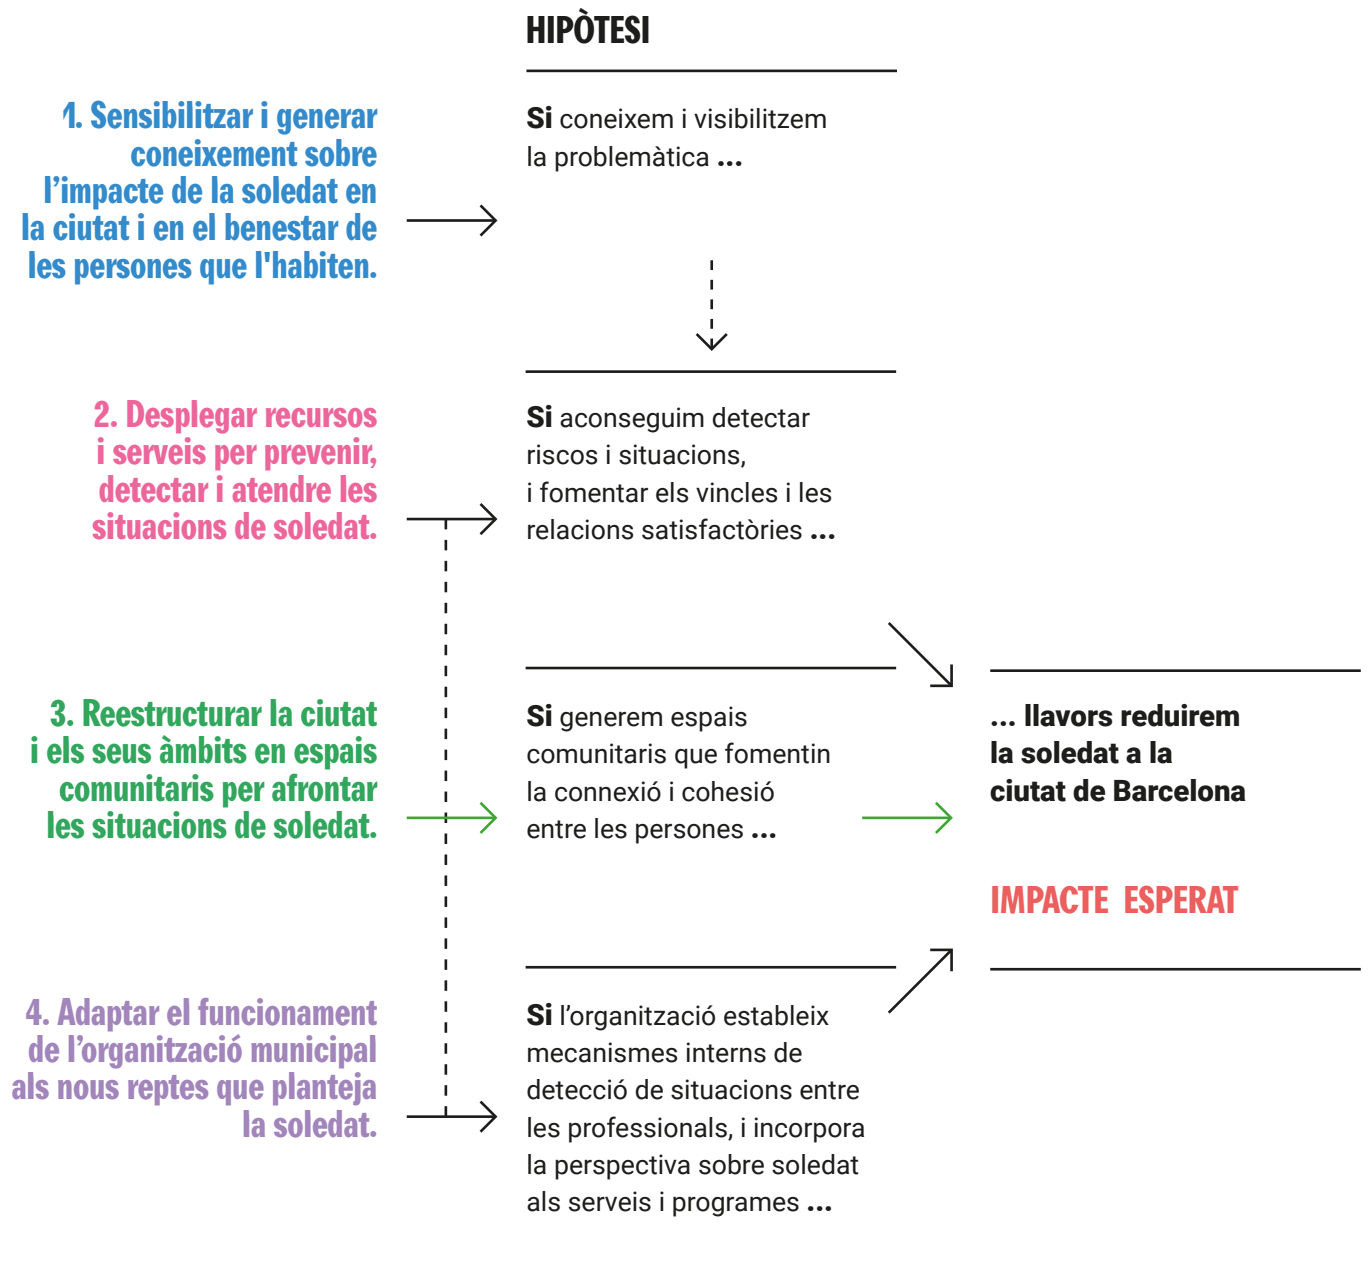 HIPÒTESI
1. Sensibilitzar i generar
coneixement sobre
l’impacte de la soledat en
la ciutat i en el benestar de
les persones que l'habiten.
Si coneixem i visibilitzem
la problemàtica ...
2. Desplegar recursos
i serveis per prevenir,
detectar i atendre les
situacions de soledat.
Si aconseguim detectar
riscos i situacions,
i fomentar els vincles i les
relacions satisfactòries ...
3. Reestructurar la ciutat
i els seus àmbits en espais
comunitaris per afrontar
les situacions de soledat.
Si generem espais
comunitaris que fomentin
la connexió i cohesió
entre les persones ...
... llavors reduirem
la soledat a la
ciutat de Barcelona
IMPACTE ESPERAT
4. Adaptar el funcionament
de l’organització municipal
als nous reptes que planteja
la soledat.
Si l’organització estableix
mecanismes interns de
detecció de situacions entre
les professionals, i incorpora
la perspectiva sobre soledat
als serveis i programes ...